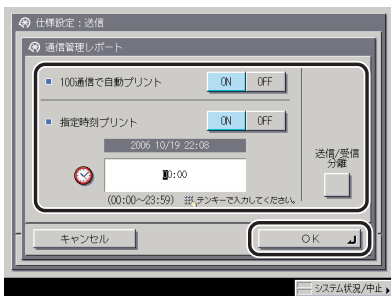 仕様設定：送信
通信管理レポート
100通信で自動プリント ON OFF
指定時刻プリント ON OFF
2006 10/19 22:08
00:00
(00:00〜23:59) テンキーで入力してください。
送信/受信
分離
キャンセル OK
システム状況/中止